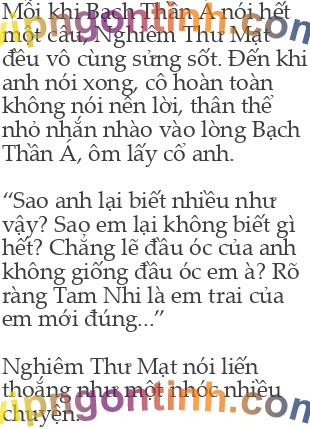 Mỗi khi Bạch Thần Á nói hết
một câu, Nghiêm Thư Mạt
đều vô cùng sửng sốt. Đến khi
anh nói xong, cô hoàn toàn
không nói nên lời, thân thể
nhỏ nhắn nhào vào lòng Bạch
Thần Á, ôm lấy cổ anh.
“Sao anh lại biết nhiều như
vậy? Sao em lại không biết gì
hết? Chẳng lẽ đầu óc của anh
không giống đầu óc em à? Rõ
ràng Tam Nhi là em trai của
em mới đúng...”
Nghiêm Thư Mạt nói liến
thoắng như một nhóc nhiều
chuyện.
vipngontinh.com
vipngontinh.com